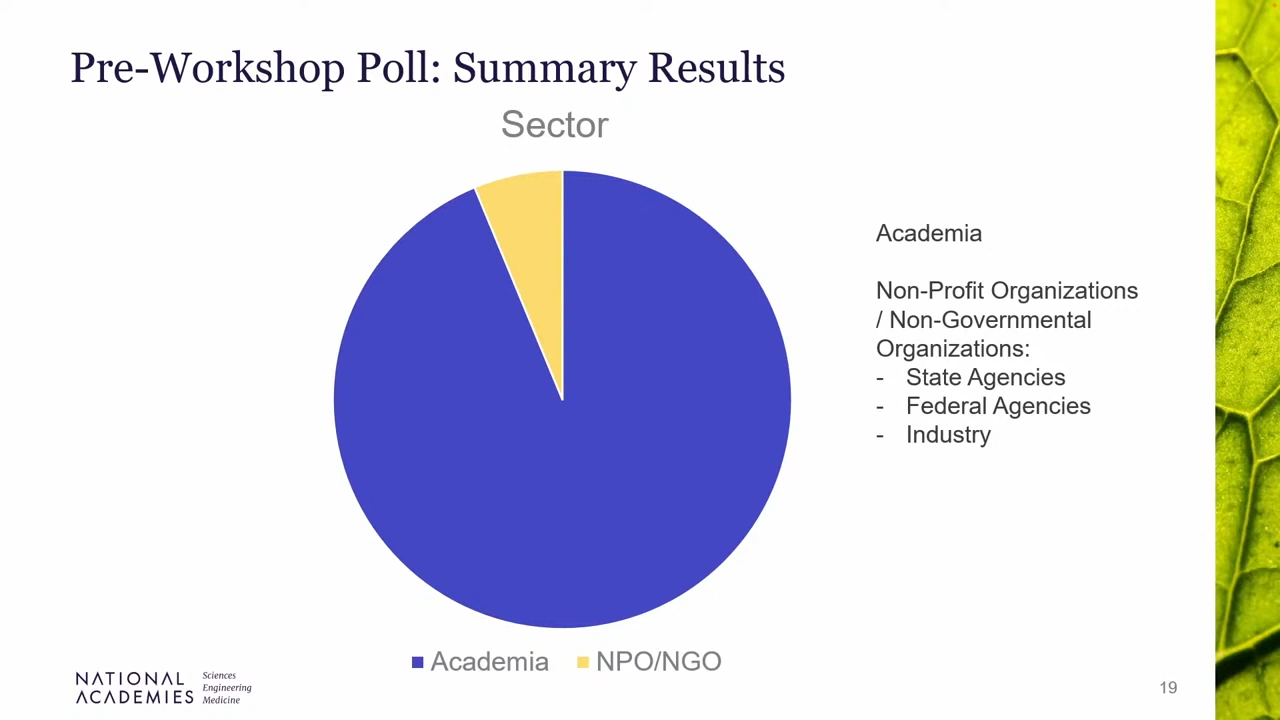 Pre-Workshop Poll: Summary Results
Sector
Academia
Non-Profit Organizations
/ Non-Governmental
Organizations:
- State Agencies
- Federal Agencies
- Industry
Academia NPO/NGO
NATIONAL ACADEMIES
Sciences
Engineering
Medicine
19